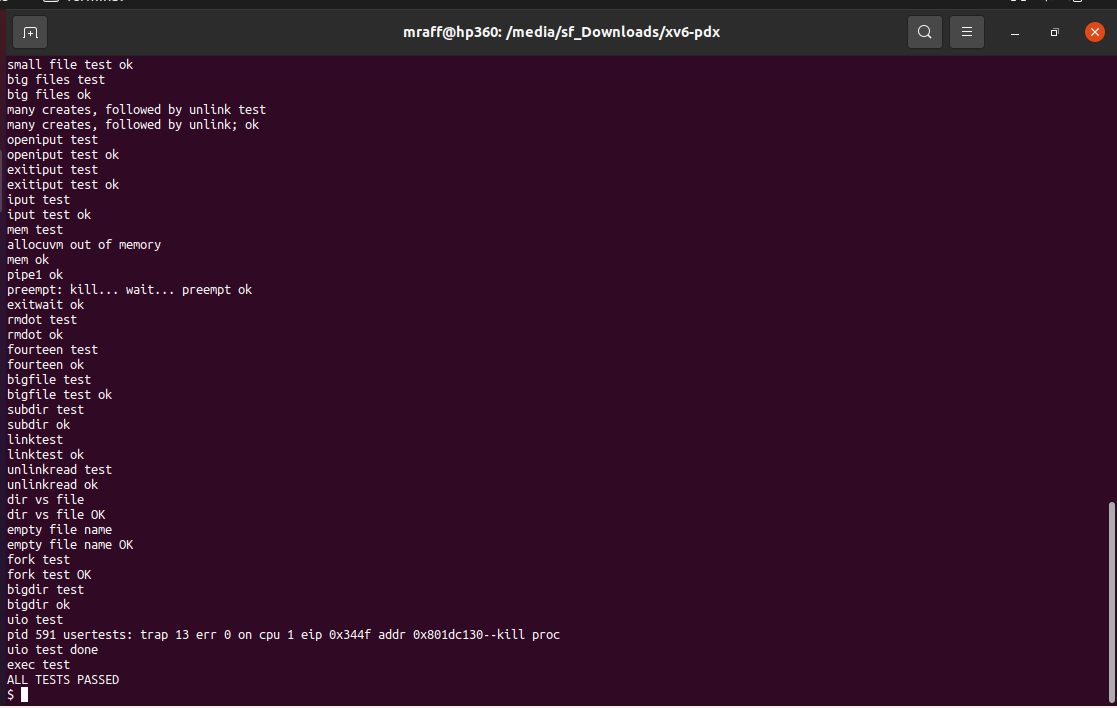 mraff@hp360: /media/sf_Downloads/xv6-pdx
small file test ok
big files test
big files ok
many creates, followed by unlink test
many creates, followed by unlink; ok
openiput test
openiput test ok
exitiput test
exitiput test ok
iput test
iput test ok
mem test
allocuvm out of memory
mem ok
pipe1 ok
preempt: kill... wait... preempt ok
exitwait ok
rmdot test
rmdot ok
fourteen test
fourteen ok
bigfile test
bigfile test ok
subdir test
subdir ok
linktest
linktest ok
unlinkread test
unlinkread ok
dir vs file
dir vs file OK
empty file name
empty file name OK
fork test
fork test OK
bigdir test
bigdir ok
uio test
pid 591 usertests: trap 13 err 0 on cpu 1 eip 0x344f addr 0x801dc130--kill proc
uio test done
exec test
ALL TESTS PASSED
$